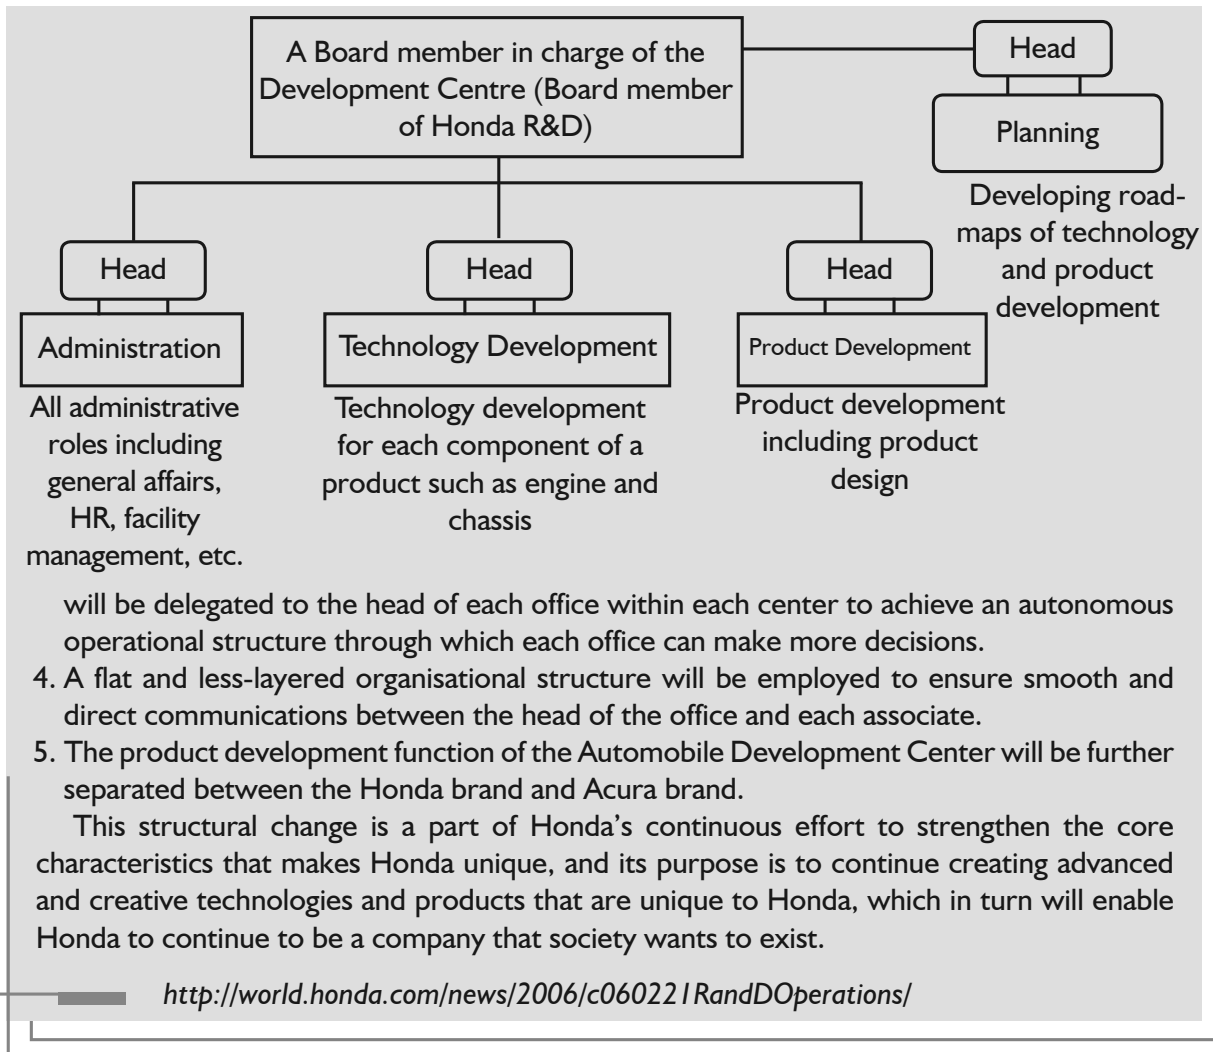 A Board member in charge of the
Development Centre (Board member
of Honda R&D)
Head
Planning
Developing road-
maps of technology
and product
development
Head
Administration
All administrative
roles including
general affairs,
HR, facility
management, etc.
Head
Technology Development
Technology development
for each component of a
product such as engine and
chassis
Head
Product Development
Product development
including product
design
will be delegated to the head of each office within each center to achieve an autonomous
operational structure through which each office can make more decisions.
4. A flat and less-layered organisational structure will be employed to ensure smooth and
direct communications between the head of the office and each associate.
5. The product development function of the Automobile Development Center will be further
separated between the Honda brand and Acura brand.
This structural change is a part of Honda's continuous effort to strengthen the core
characteristics that makes Honda unique, and its purpose is to continue creating advanced
and creative technologies and products that are unique to Honda, which in turn will enable
Honda to continue to be a company that society wants to exist.
http://world.honda.com/news/2006/c060221RandDOperations/